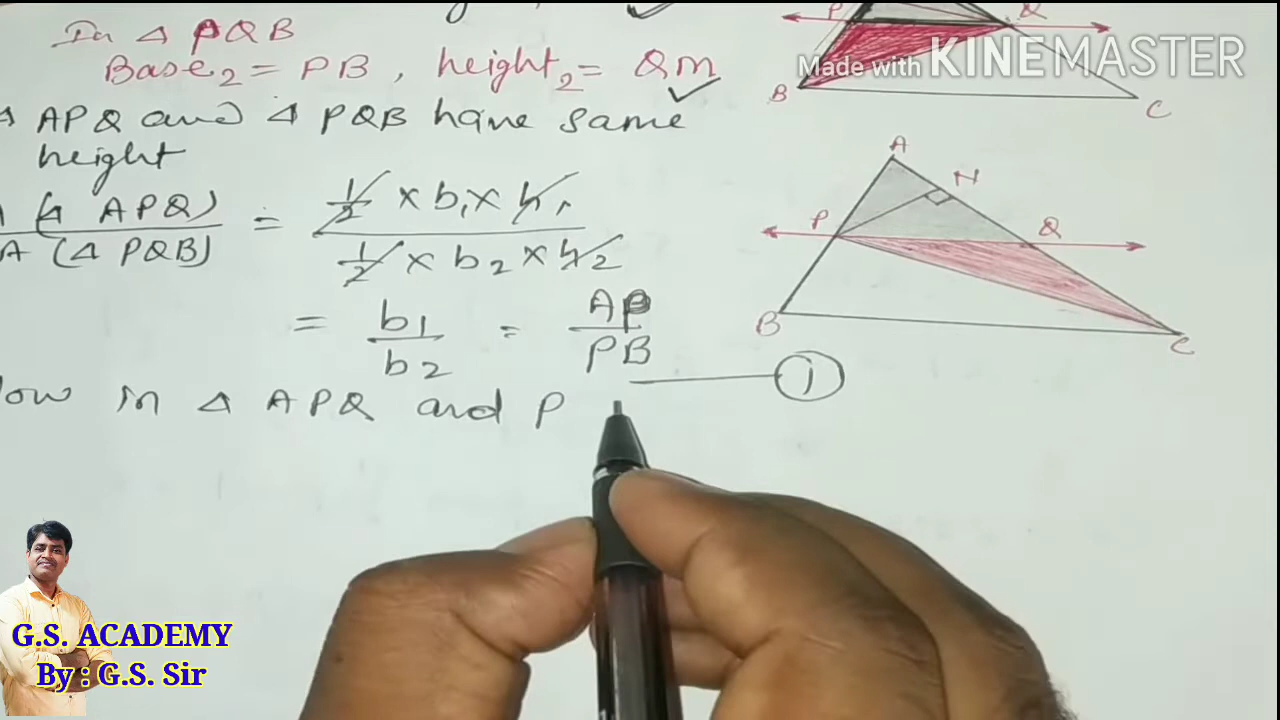 In △ PQB
Base₂ = PB, height₂ = QM
△ APQ and △ PQB have same
height
A (△ APQ) / A (△ PQB) = 1/2 × b₁ × h₁ / 1/2 × b₂ × h₂
= b₁ / b₂ = AP / PB
1
Now in △ APQ and P
P Q
B C
A N
P Q
B C
Made with KINEMASTER
G.S. ACADEMY
By : G.S. Sir